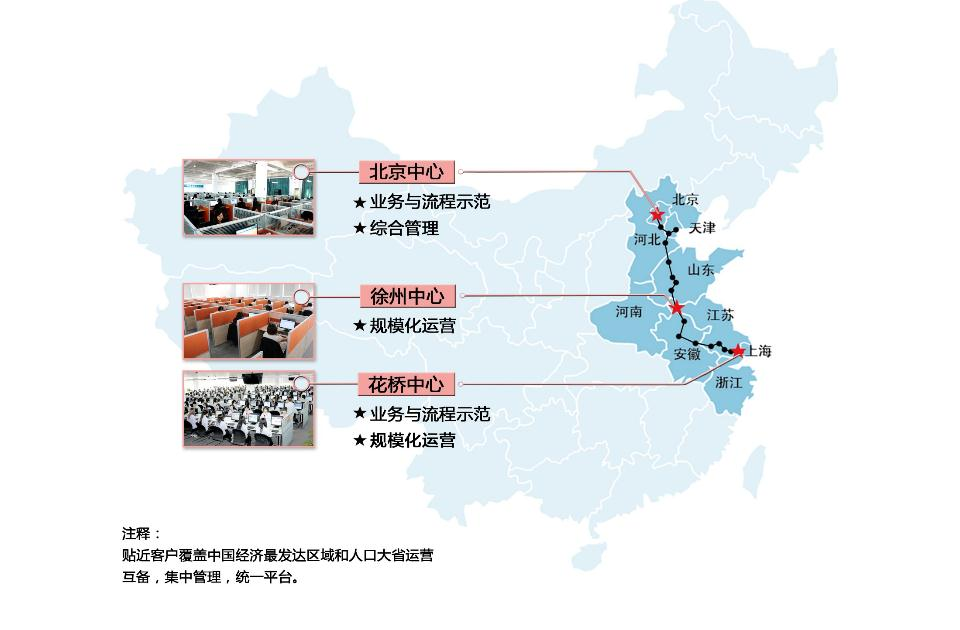 北京中心
★业务与流程示范
★综合管理
徐州中心
★规模化运营
花桥中心
★业务与流程示范
★规模化运营
北京
天津
河北
山东
河南
江苏
安徽
上海
浙江
注释：
贴近客户覆盖中国经济最发达区域和人口大省运营
互备，集中管理，统一平台。